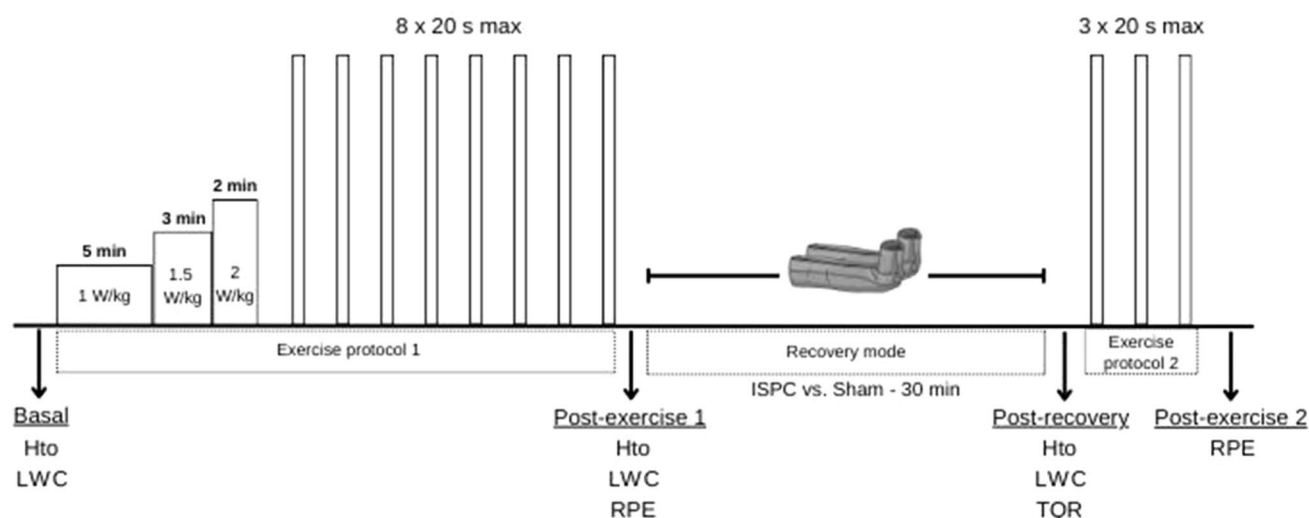 8 x 20 s max
3 x 20 s max
2 min
3 min
5 min
1 W/kg
1.5
W/kg
2
W/kg
Exercise protocol 1
Recovery mode
Exercise
protocol 2
ISPC vs. Sham - 30 min
Basal
Hto
LWC
Post-exercise 1
Hto
LWC
RPE
Post-recovery
Hto
LWC
TQR
Post-exercise 2
RPE